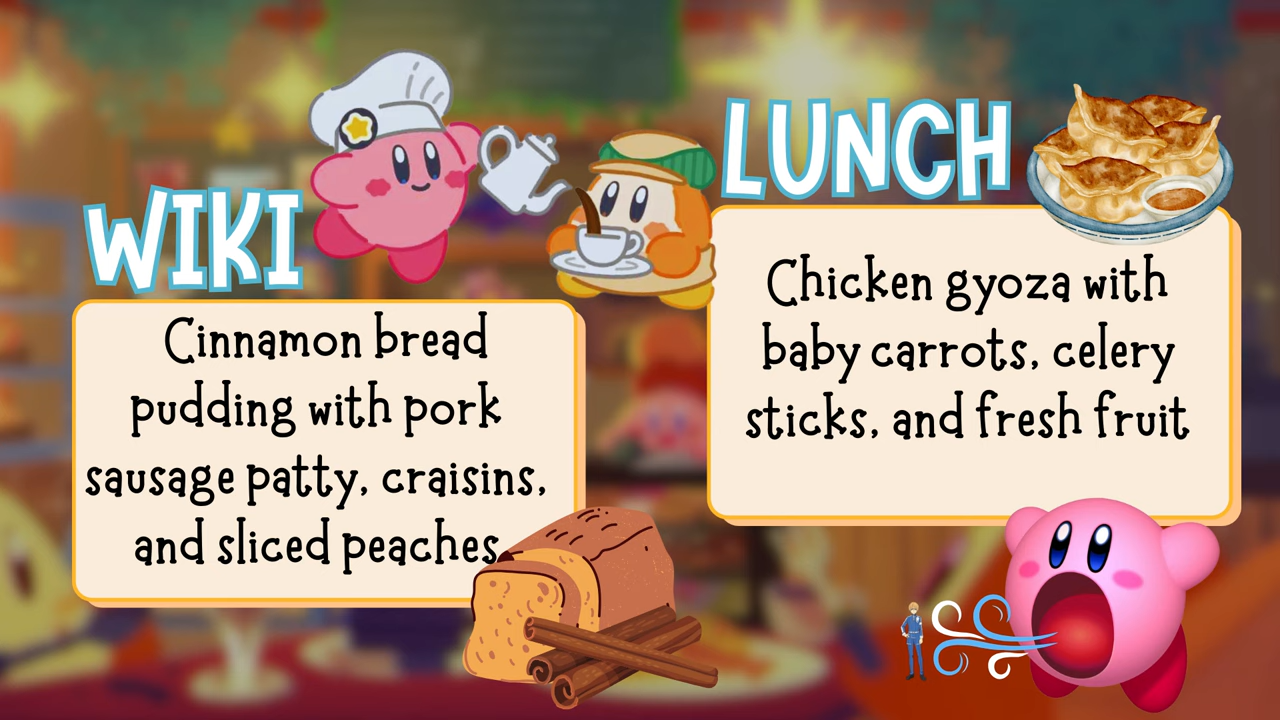 WIKI
Cinnamon bread
pudding with pork
sausage patty, craisins,
and sliced peaches
LUNCH
Chicken gyoza with
baby carrots, celery
sticks, and fresh fruit